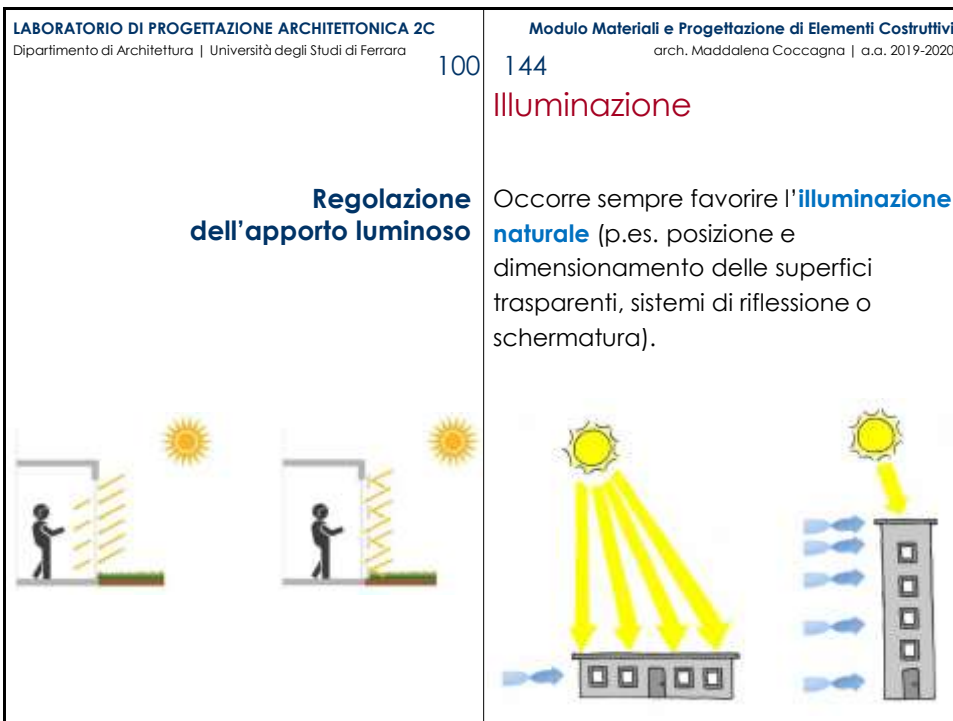 LABORATORIO DI PROGETTAZIONE ARCHITETTONICA 2C
Dipartimento di Architettura | Università degli Studi di Ferrara
Modulo Materiali e Progettazione di Elementi Costruttivi
arch. Maddalena Coccagna | a.a. 2019-2020
100 144
Illuminazione
Regolazione
dell'apporto luminoso
Occorre sempre favorire l'illuminazione
naturale (p.es. posizione e
dimensionamento delle superfici
trasparenti, sistemi di riflessione o
schermatura).